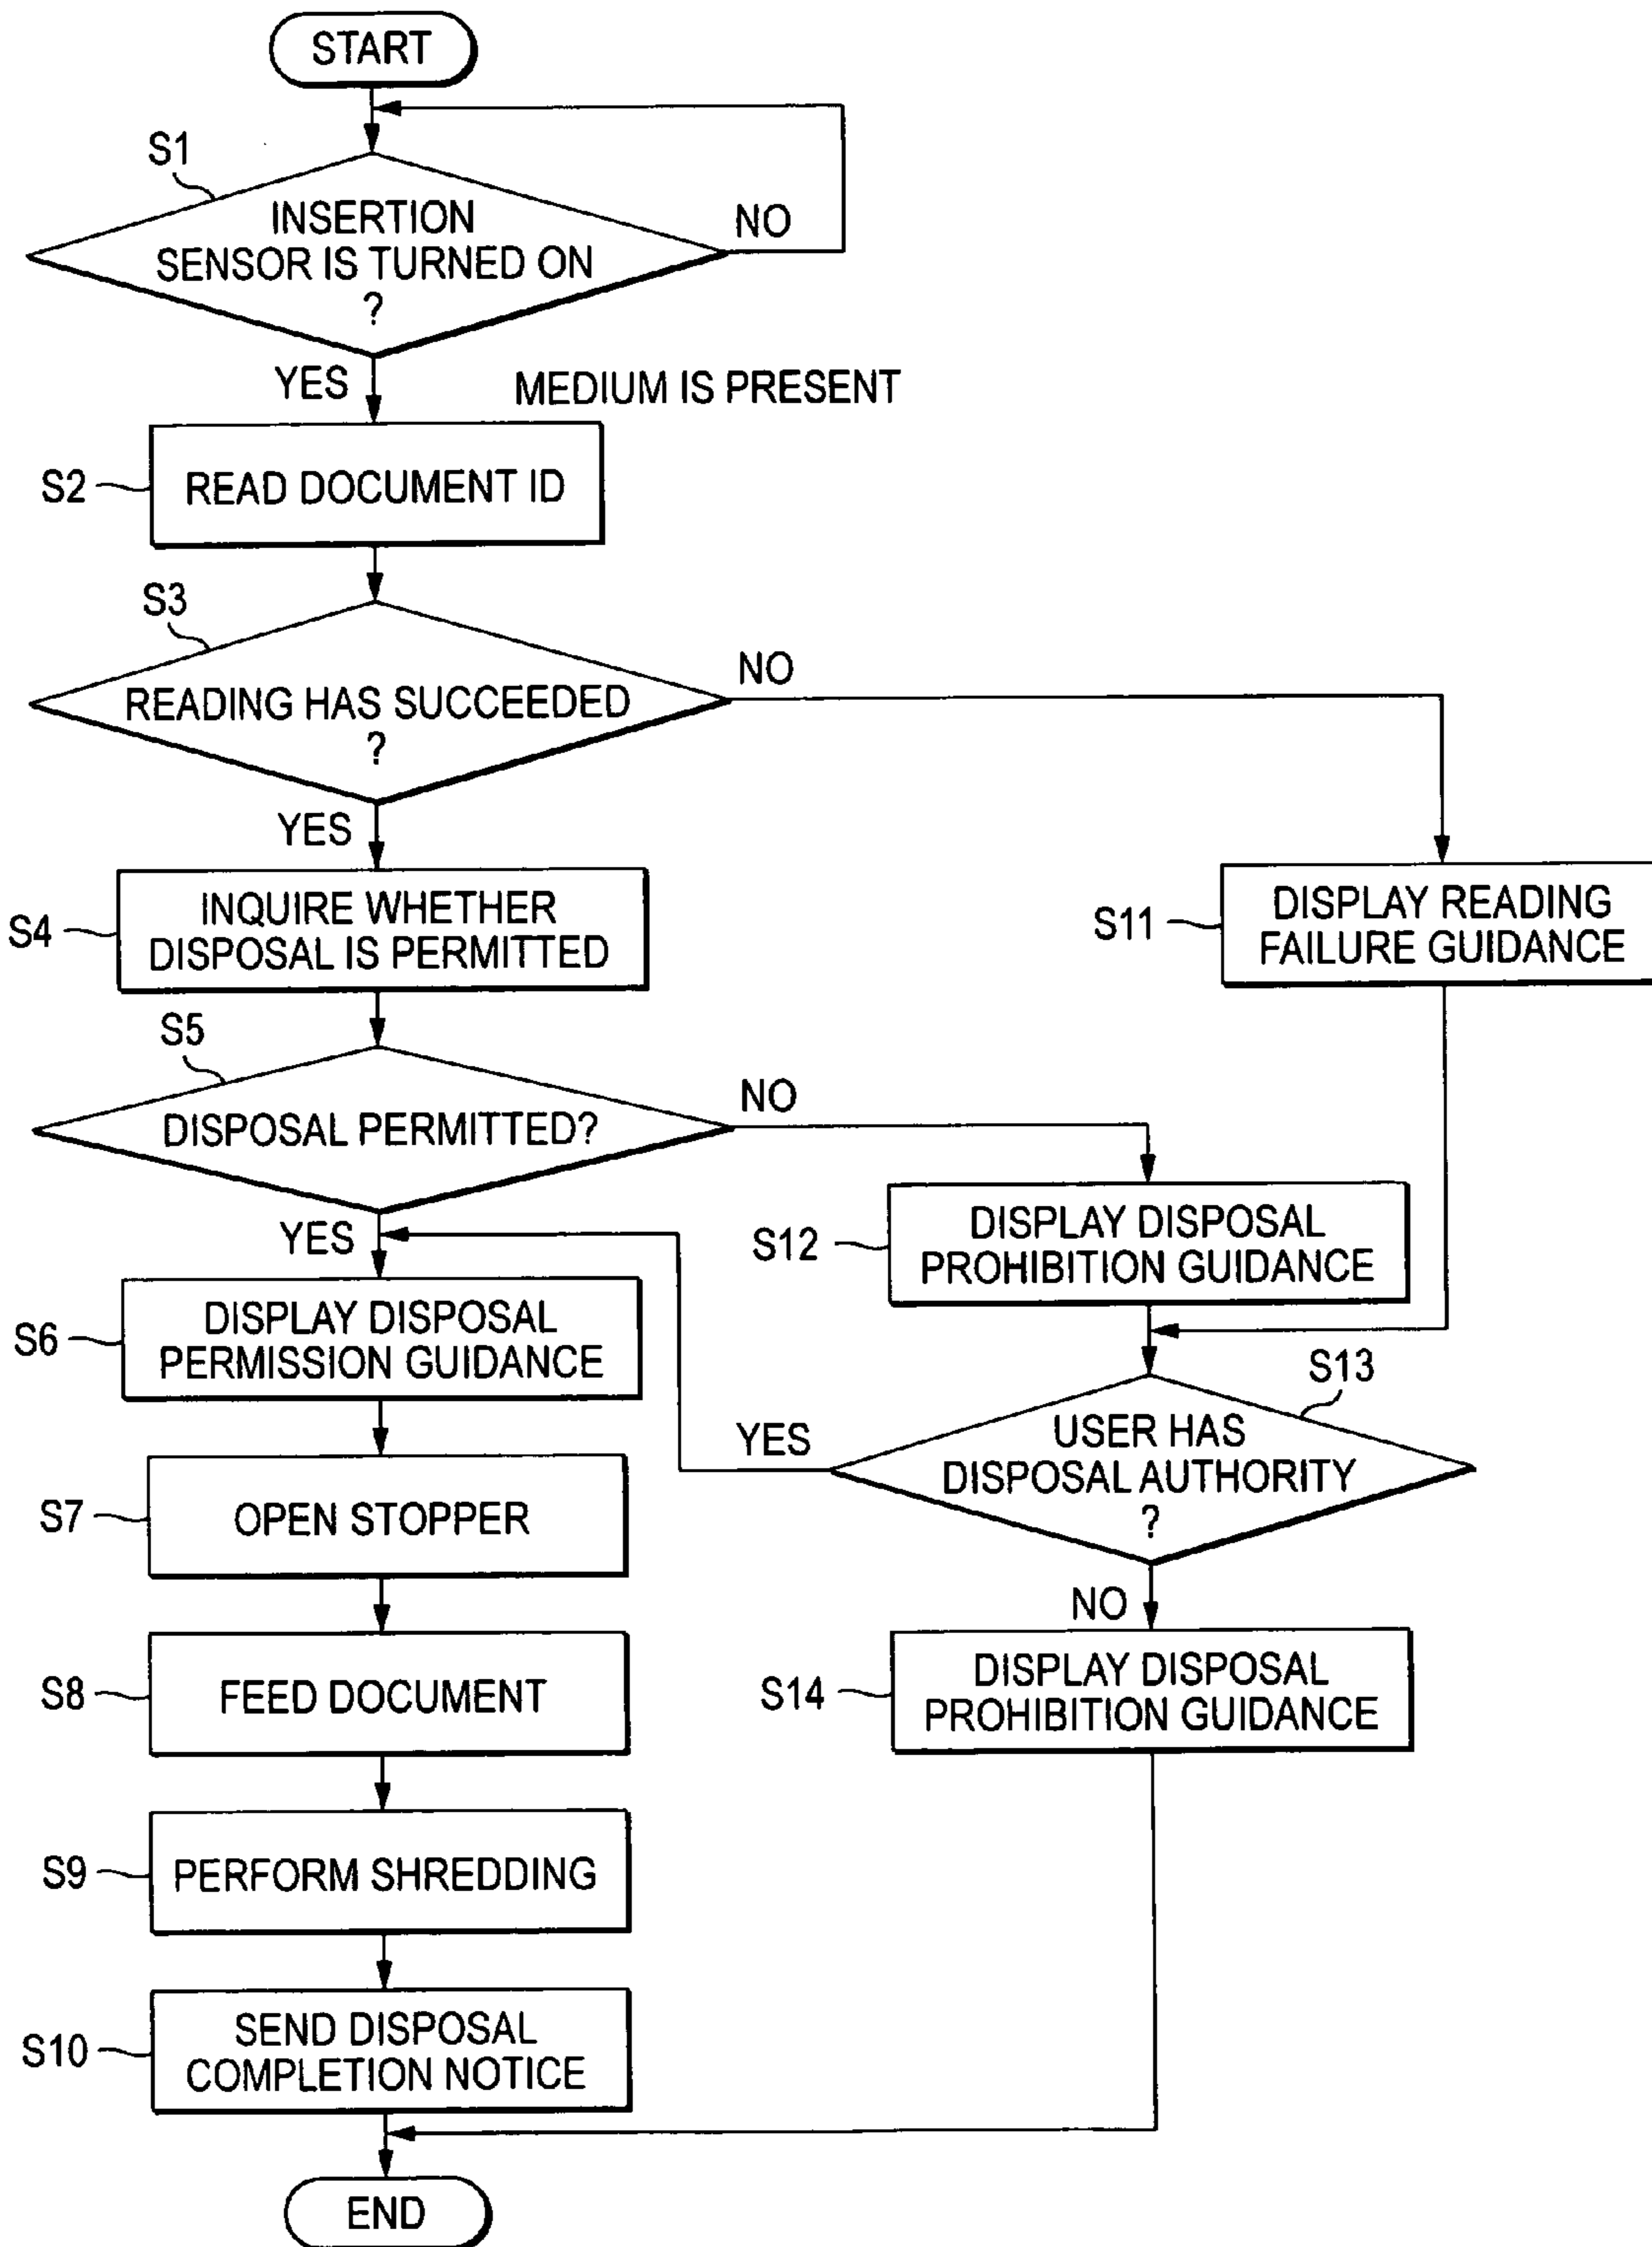 START
S1
INSERTION
SENSOR IS TURNED ON
?
NO
YES
MEDIUM IS PRESENT
S2
READ DOCUMENT ID
S3
READING HAS SUCCEEDED
?
NO
YES
S4
INQUIRE WHETHER
DISPOSAL IS PERMITTED
S11
DISPLAY READING
FAILURE GUIDANCE
S5
DISPOSAL PERMITTED?
NO
YES
S12
DISPLAY DISPOSAL
PROHIBITION GUIDANCE
S6
DISPLAY DISPOSAL
PERMISSION GUIDANCE
S13
USER HAS
DISPOSAL AUTHORITY
?
YES
NO
S7
OPEN STOPPER
S8
FEED DOCUMENT
S14
DISPLAY DISPOSAL
PROHIBITION GUIDANCE
S9
PERFORM SHREDDING
S10
SEND DISPOSAL
COMPLETION NOTICE
END